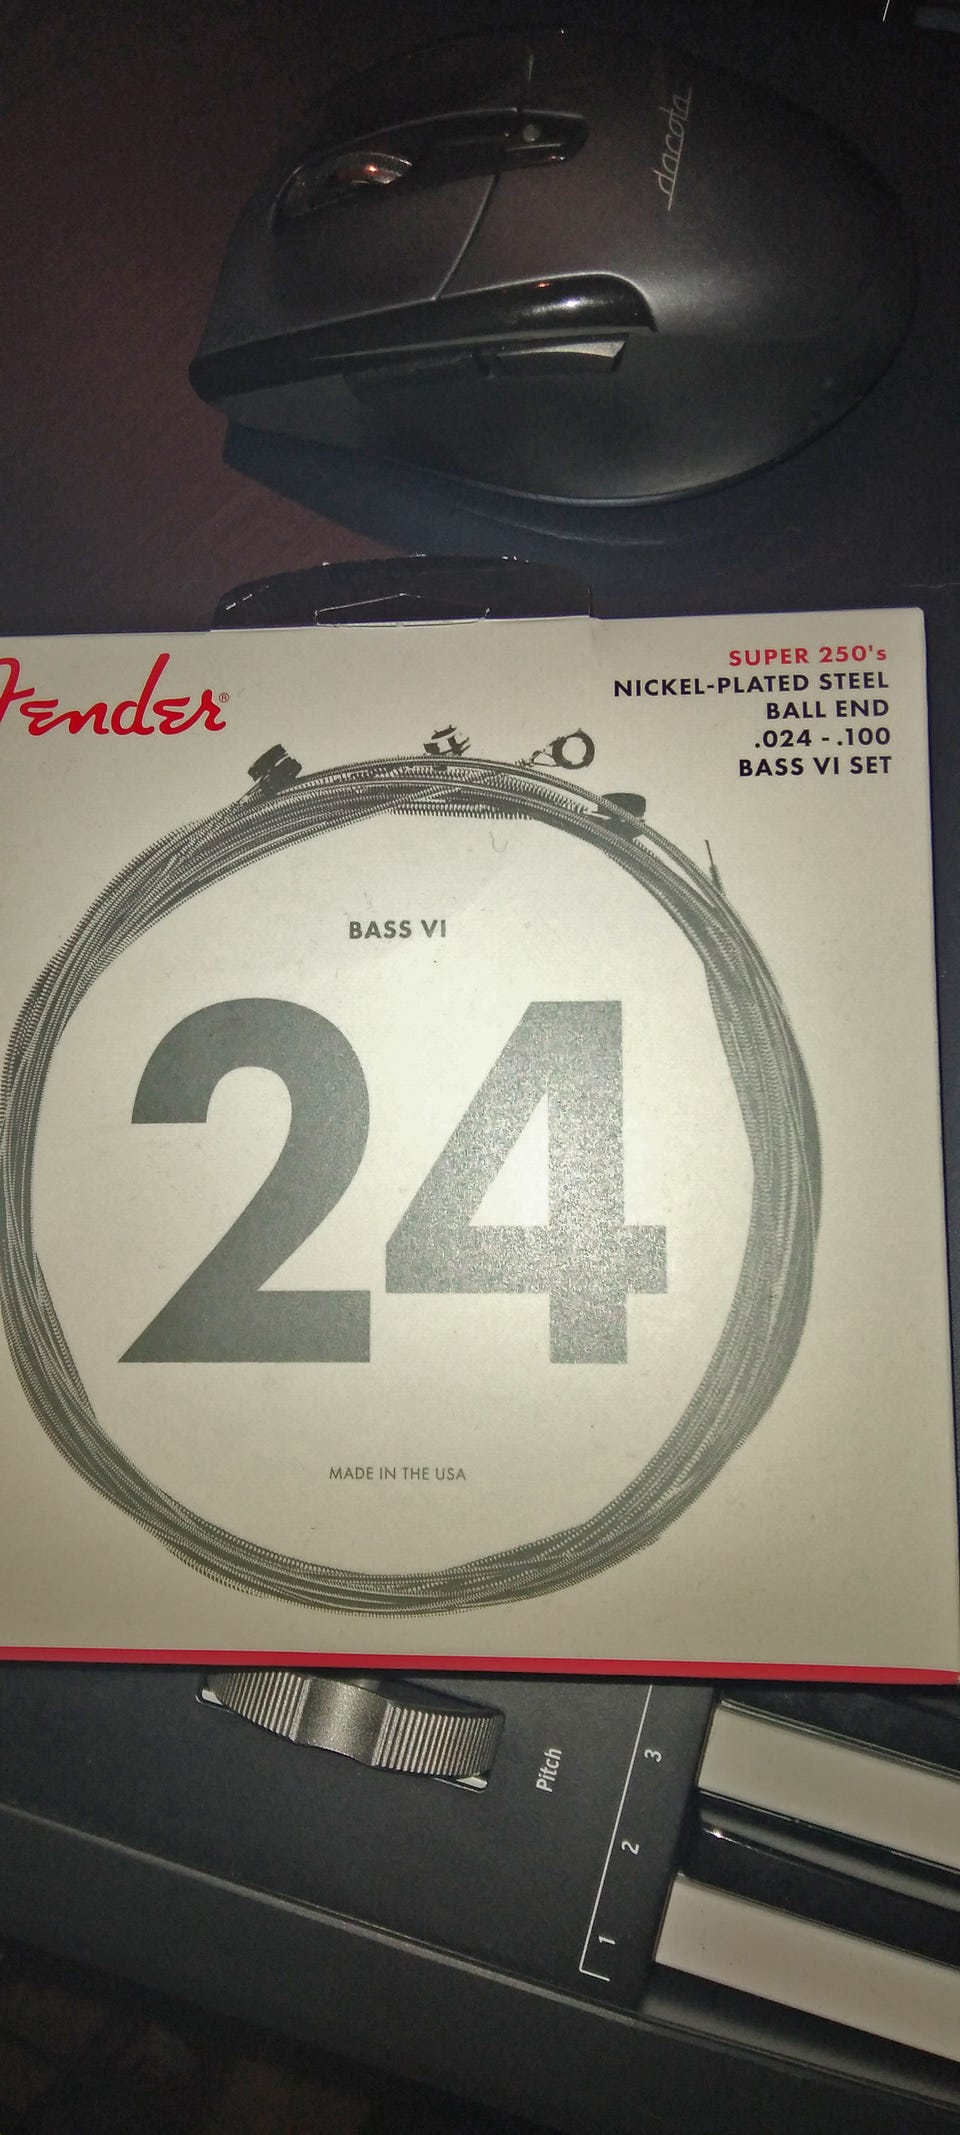 dacota
Fender®
SUPER 250's
NICKEL-PLATED STEEL
BALL END
.024 - .100
BASS VI SET
BASS VI
24
MADE IN THE USA
Pitch
3
2
1